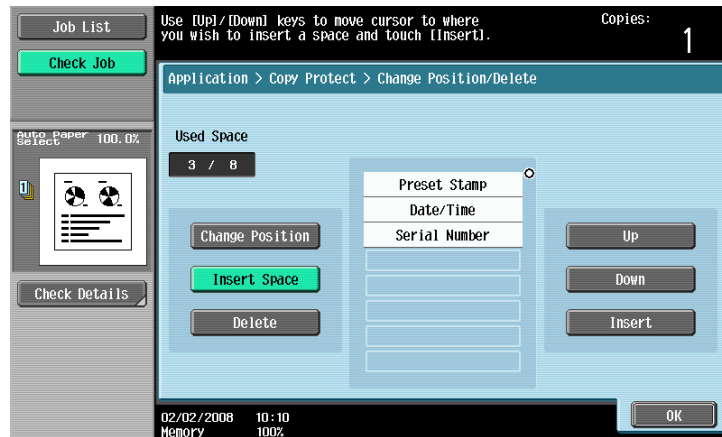 Job List
Check Job
Use [Up]/[Down] keys to move cursor to where
you wish to insert a space and touch [Insert].
Copies:
1
Application > Copy Protect > Change Position/Delete
Auto Paper
Select
100.0%
1
Used Space
3 / 8
Preset Stamp
Date/Time
Serial Number
Change Position
Insert Space
Delete
Up
Down
Insert
Check Details
OK
02/02/2008 10:10
Memory 100%